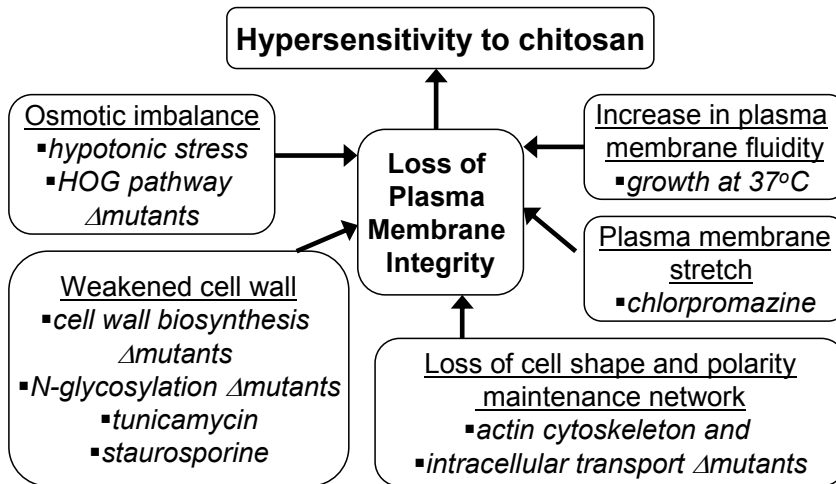 Hypersensitivity to chitosan
Osmotic imbalance
▪hypotonic stress
▪HOG pathway
Δmutants
Loss of
Plasma
Membrane
Integrity
Increase in plasma
membrane fluidity
▪growth at 37ºC
Plasma membrane
stretch
▪chlorpromazine
Weakened cell wall
▪cell wall biosynthesis
Δmutants
▪N-glycosylation Δmutants
▪tunicamycin
▪staurosporine
Loss of cell shape and polarity
maintenance network
▪actin cytoskeleton and
▪intracellular transport Δmutants